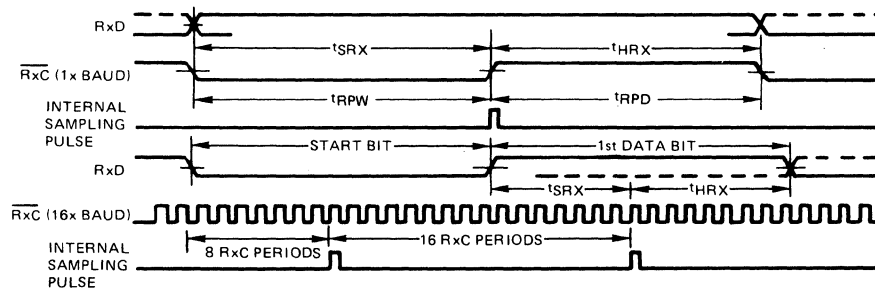 RxD
tSRX tHRX
RxC (1x BAUD)
tRPW tRPD
INTERNAL
SAMPLING
PULSE
START BIT 1st DATA BIT
RxD
tSRX tHRX
RxC (16x BAUD)
8 RxC PERIODS 16 RxC PERIODS
INTERNAL
SAMPLING
PULSE